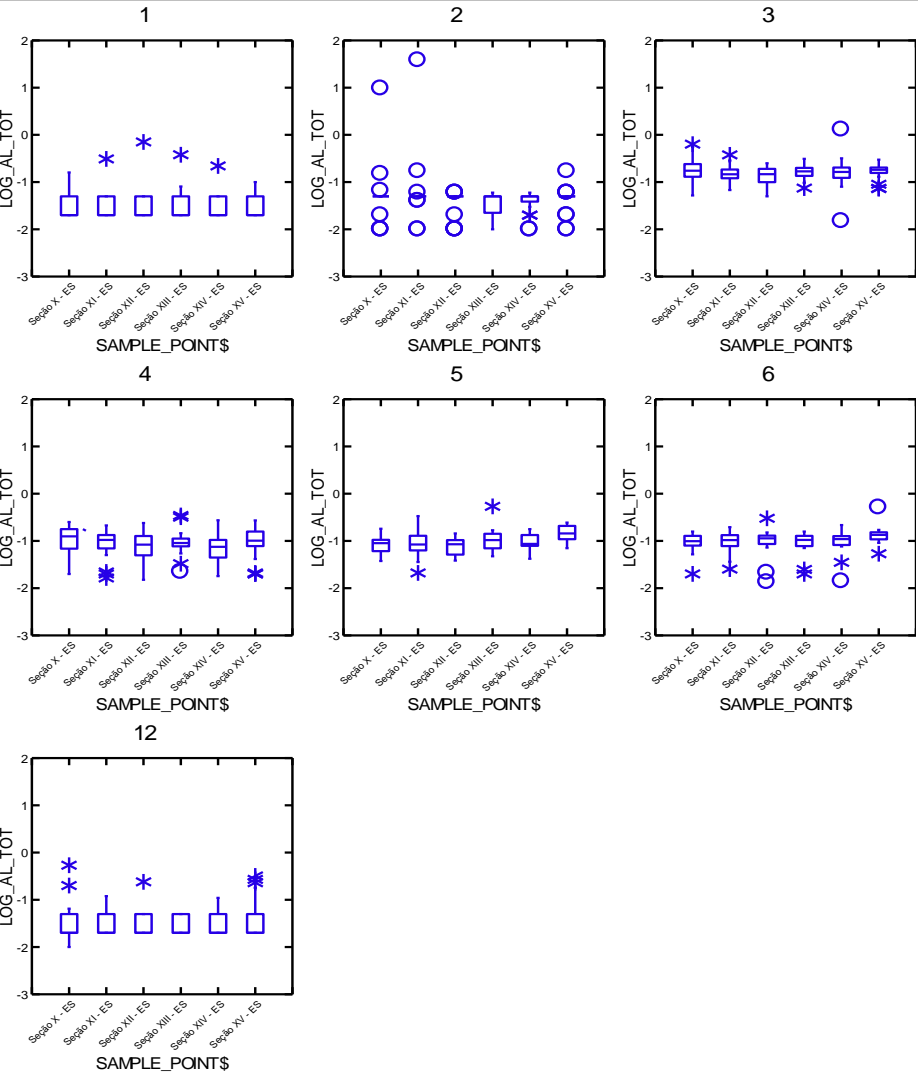 1
2
1
0
-1
-2
-3
LOG_AL_TOT
Seção X - ES
Seção XI - ES
Seção XII - ES
Seção XIII - ES
Seção XIV - ES
Seção XV - ES
SAMPLE_POINT$
2
2
1
0
-1
-2
-3
LOG_AL_TOT
Seção X - ES
Seção XI - ES
Seção XII - ES
Seção XIII - ES
Seção XIV - ES
Seção XV - ES
SAMPLE_POINT$
3
2
1
0
-1
-2
-3
LOG_AL_TOT
Seção X - ES
Seção XI - ES
Seção XII - ES
Seção XIII - ES
Seção XIV - ES
Seção XV - ES
SAMPLE_POINT$
4
2
1
0
-1
-2
-3
LOG_AL_TOT
Seção X - ES
Seção XI - ES
Seção XII - ES
Seção XIII - ES
Seção XIV - ES
Seção XV - ES
SAMPLE_POINT$
5
2
1
0
-1
-2
-3
LOG_AL_TOT
Seção X - ES
Seção XI - ES
Seção XII - ES
Seção XIII - ES
Seção XIV - ES
Seção XV - ES
SAMPLE_POINT$
6
2
1
0
-1
-2
-3
LOG_AL_TOT
Seção X - ES
Seção XI - ES
Seção XII - ES
Seção XIII - ES
Seção XIV - ES
Seção XV - ES
SAMPLE_POINT$
12
2
1
0
-1
-2
-3
LOG_AL_TOT
Seção X - ES
Seção XI - ES
Seção XII - ES
Seção XIII - ES
Seção XIV - ES
Seção XV - ES
SAMPLE_POINT$